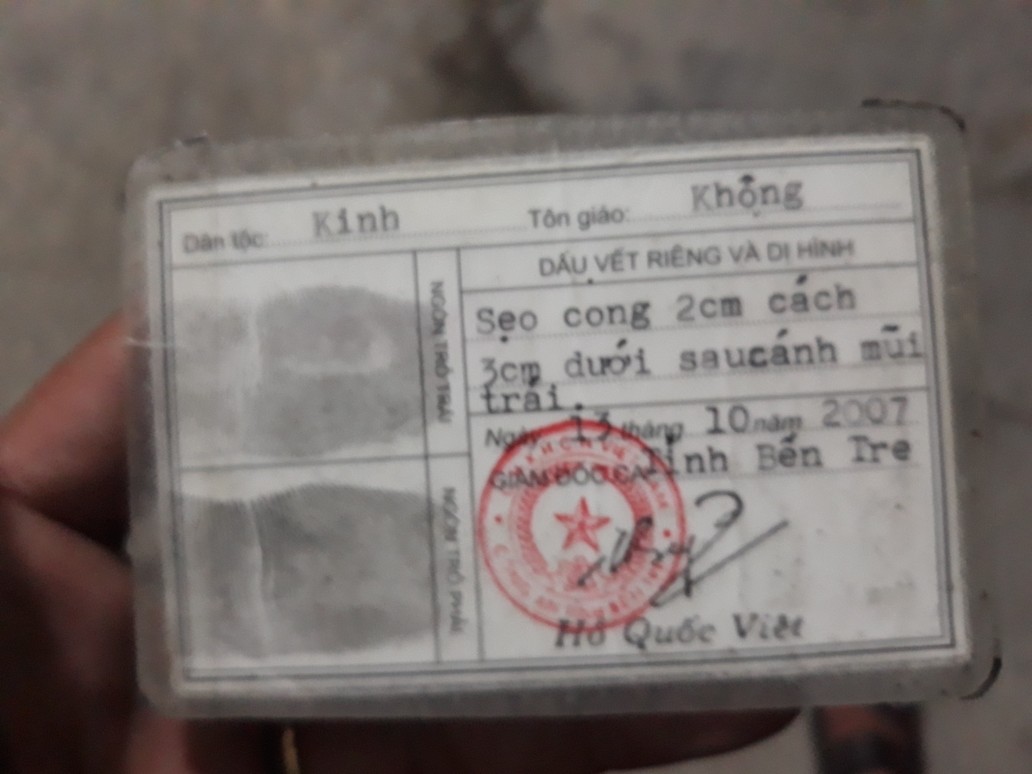 Dân tộc: Kinh Tôn giáo: Không
NGÓN TRỎ TRÁI
NGÓN TRỎ PHẢI
DẤU VẾT RIÊNG VÀ DỊ HÌNH
Sẹo cong 2cm cách
3cm dưới saucánh mũi
trái.
Ngày 13 tháng 10 năm 2007
GIÁM ĐỐC CA Tỉnh Bến Tre
Hồ Quốc Việt